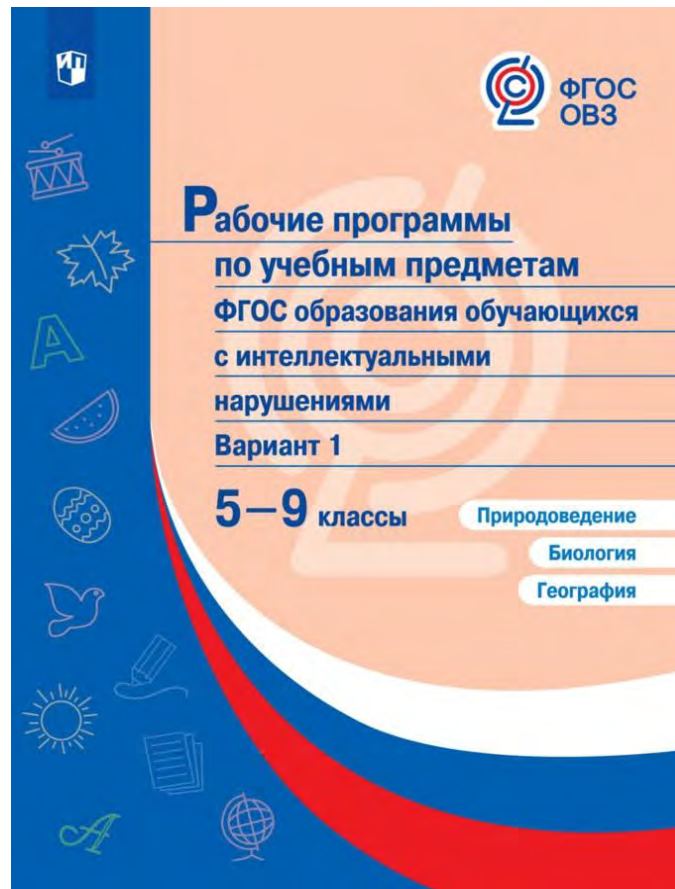 ФГОС
ОВЗ
Рабочие программы
по учебным предметам
ФГОС образования обучающихся
с интеллектуальными
нарушениями
Вариант 1
5—9 классы
Природоведение
Биология
География